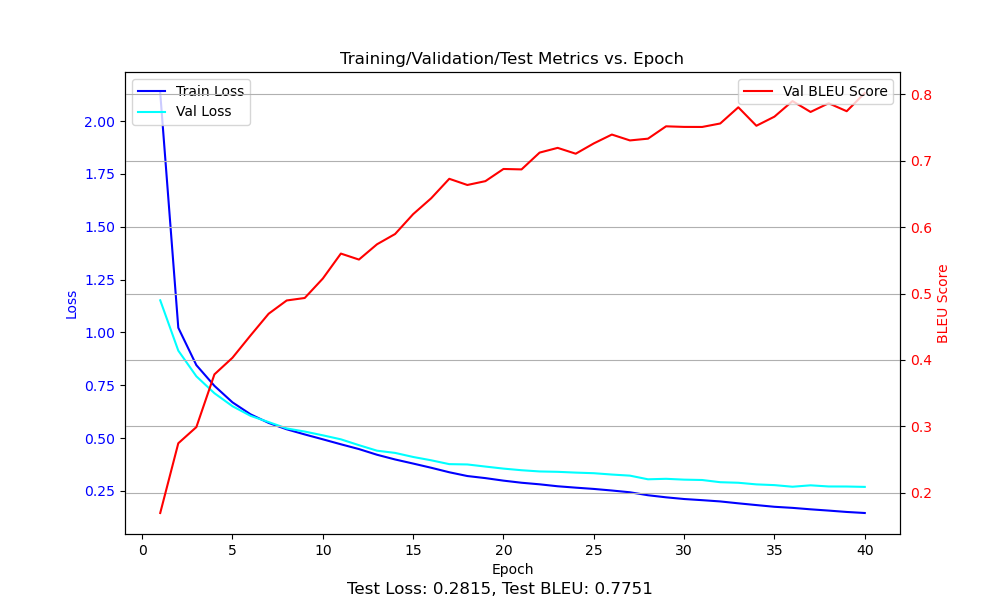 Training/Validation/Test Metrics vs. Epoch
Train Loss
Val Loss
Val BLEU Score
2.00
1.75
1.50
1.25
1.00
0.75
0.50
0.25
Loss
0.8
0.7
0.6
0.5
0.4
0.3
0.2
BLEU Score
0 5 10 15 20 25 30 35 40
Epoch
Test Loss: 0.2815, Test BLEU: 0.7751